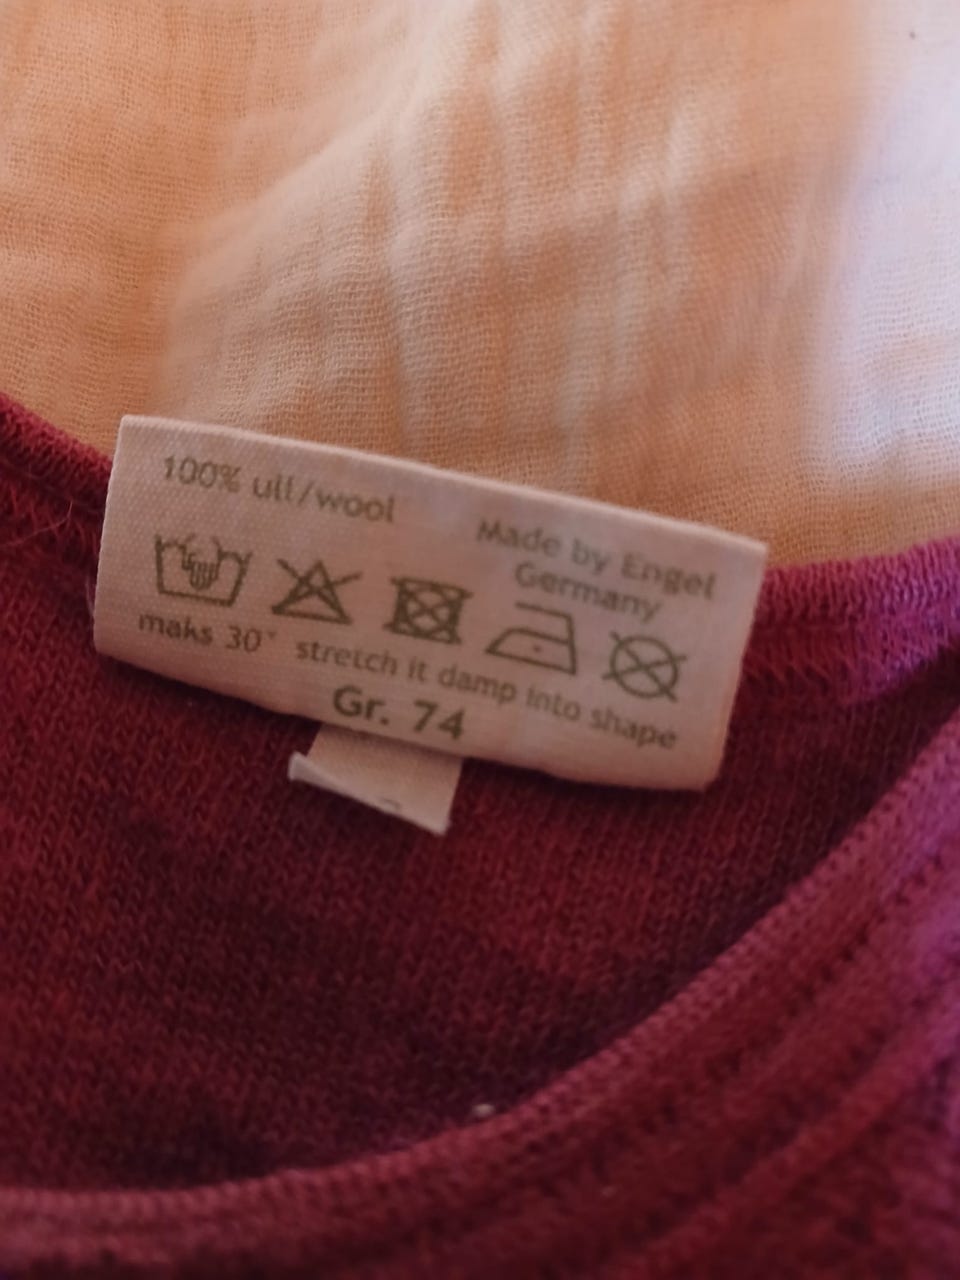 100% ull/wool
Made by Engel
Germany
maks 30°
stretch it damp into shape
Gr. 74